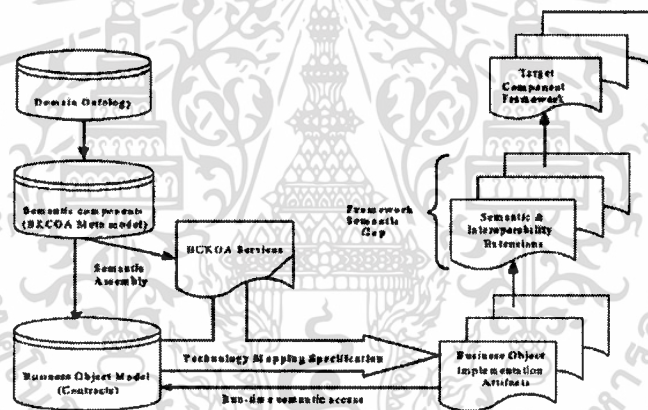 Target
Component
Framework
Domain Ontology
Semantic components
(BKCOA Meta model)
Framework
Semantic
Gap
Semantic &
Interoperability
Extensions
BCKOA Services
Semantic
Assembly
Business Object Model
(Contracts)
Technology Mapping Specification
Business Object
Implementation
Artifacts
Run-time semantic access